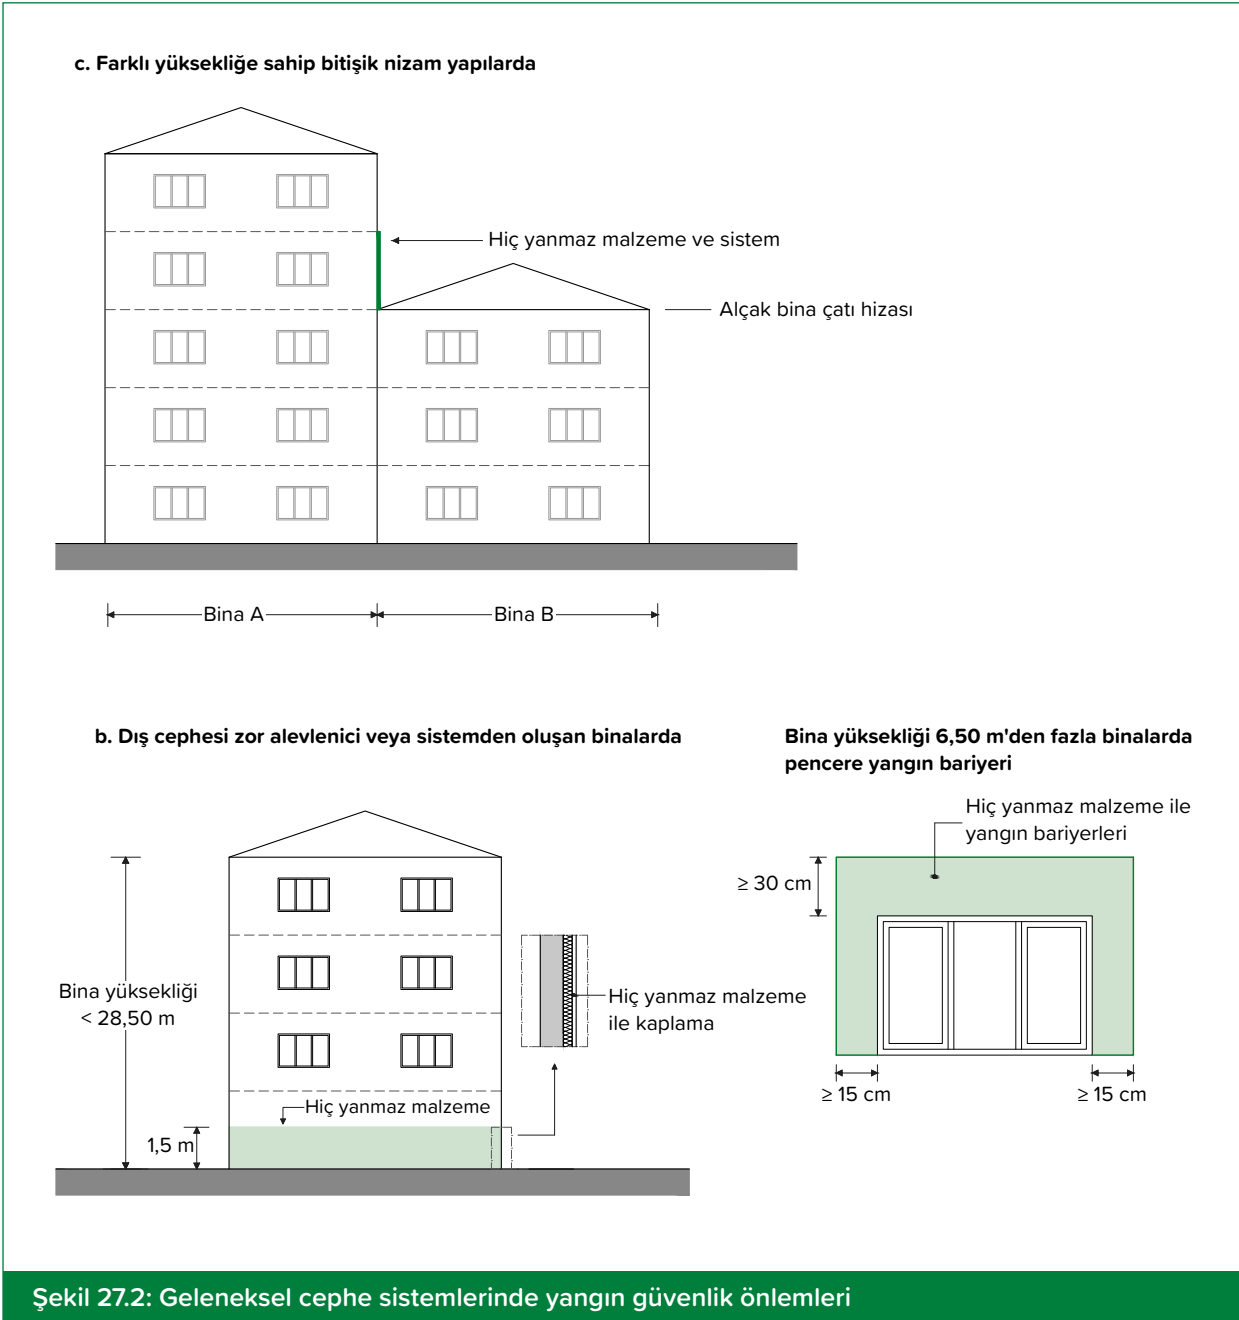 c. Farklı yüksekliğe sahip bitişik nizam yapılarda
Hiç yanmaz malzeme ve sistem
Alçak bina çatı hizası
Bina A
Bina B
b. Dış cephesi zor alevlenici veya sistemden oluşan binalarda
Bina yüksekliği
< 28,50 m
Hiç yanmaz malzeme
1,5 m
Hiç yanmaz malzeme
ile kaplama
Bina yüksekliği 6,50 m'den fazla binalarda
pencere yangın bariyeri
Hiç yanmaz malzeme ile
yangın bariyerleri
≥ 30 cm
≥ 15 cm
≥ 15 cm
Şekil 27.2: Geleneksel cephe sistemlerinde yangın güvenlik önlemleri